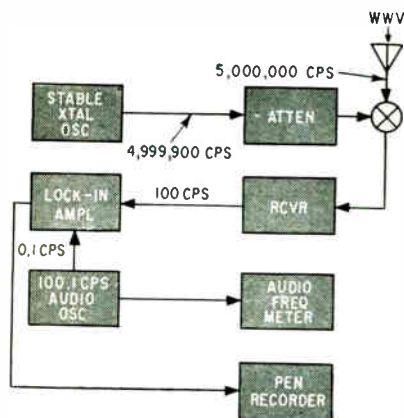 WWV
5,000,000 CPS
STABLE
XTAL
OSC
ATTEN
4,999,900 CPS
LOCK-IN
AMPL
100 CPS
RCVR
0.1 CPS
100.1 CPS
AUDIO
OSC
AUDIO
FREQ
METER
PEN
RECORDER